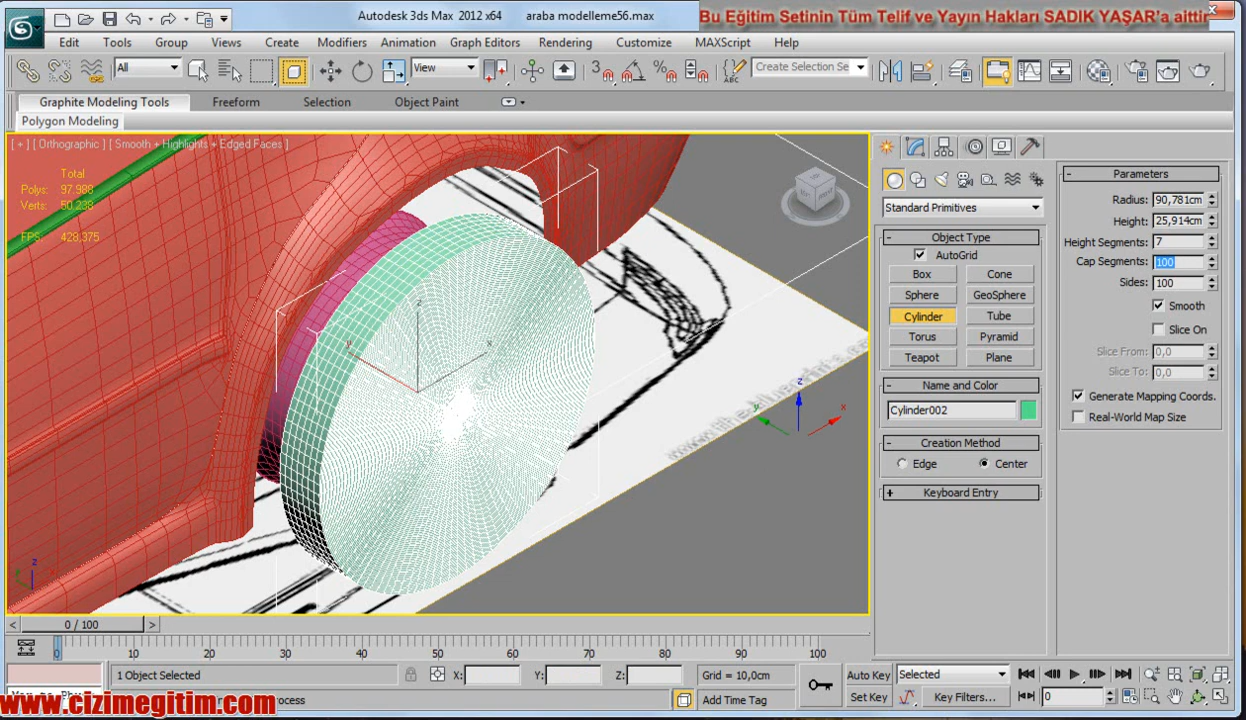 Autodesk 3ds Max 2012 x64 araba modelleme56.max
Bu Eğitim Setinin Tüm Telif ve Yayın Hakları SADIK YAŞAR'a aittir
Edit Tools Group Views Create Modifiers Animation Graph Editors Rendering Customize MAXScript Help
All View 3 Create Selection Se
Graphite Modeling Tools Freeform Selection Object Paint
Polygon Modeling
[ + ] [ Orthographic ] [ Smooth + Highlights + Edged Faces ]
Total
Polys: 97.988
Verts: 50.238
FPS: 428,375
Standard Primitives
- Object Type
AutoGrid
Box Cone
Sphere GeoSphere
Cylinder Tube
Torus Pyramid
Teapot Plane
- Name and Color
Cylinder002
- Creation Method
Edge Center
+ Keyboard Entry
- Parameters
Radius: 90,781cm
Height: 25,914cm
Height Segments: 7
Cap Segments: 100
Sides: 100
Smooth
Slice On
Slice From: 0,0
Slice To: 0,0
Generate Mapping Coords.
Real-World Map Size
z
x
y
z
x
y
z
< 0 / 100 >
0 10 20 30 40 50 60 70 80 90 100
1 Object Selected X: Y: Z: Grid = 10,0cm Auto Key Selected
Add Time Tag Set Key Key Filters... 0
www.cizimegitim.com